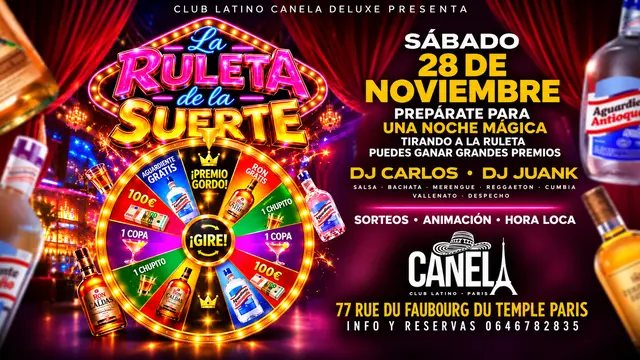 CLUB LATINO CANELA DELUXE PRESENTA
La
RULETA
de la
SUERTE
AGUARDIENTE
GRATIS
¡PREMIO
GORDO!
RON
GRATIS
100€
1 CHUPITO
1 COPA
¡GIRE!
1 COPA
1 CHUPITO
100€
RON
CALDAS
SÁBADO
28 DE
NOVIEMBRE
PREPÁRATE PARA
UNA NOCHE MÁGICA
TIRANDO A LA RULETA
PUEDES GANAR GRANDES PREMIOS
DJ CARLOS • DJ JUANK
SALSA - BACHATA - MERENGUE - REGGAETON - CUMBIA
VALLENATO - DESPECHO
SORTEOS • ANIMACIÓN • HORA LOCA
CANELA
CLUB LATINO - PARIS
77 RUE DU FAUBOURG DU TEMPLE PARIS
INFO Y RESERVAS 0646782835
Aguardiente
Antioqueño